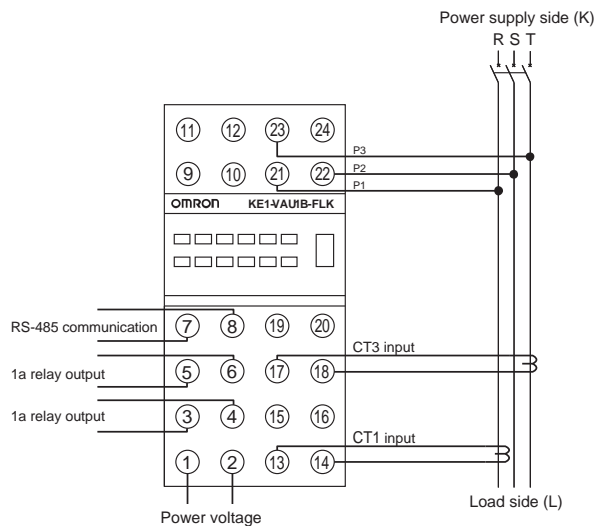 Power supply side (K)
R S T
11 12 23 24
P3
9 10 21 22
P2
P1
OMRON KE1-VAU1B-FLK
RS-485 communication
7 8 19 20
CT3 input
1a relay output
5 6 17 18
1a relay output
3 4 15 16
CT1 input
1 2 13 14
Load side (L)
Power voltage